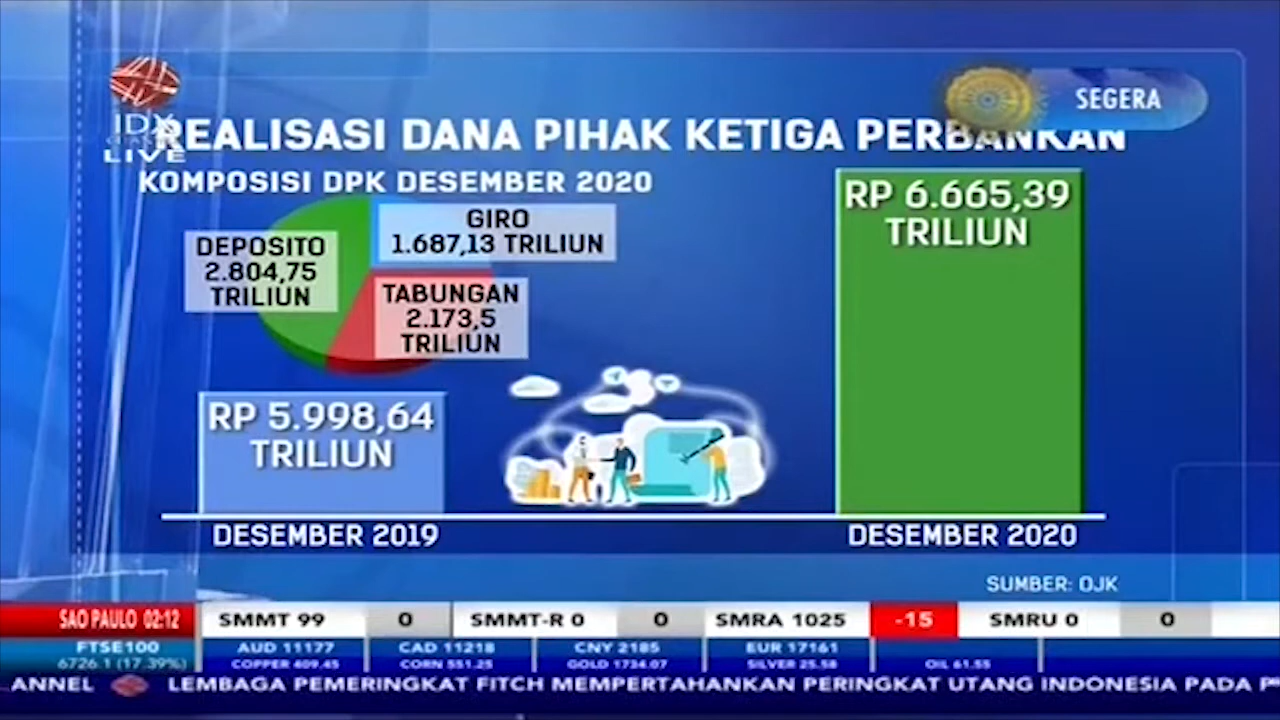 SEGERA
IDX
LIVE
REALISASI DANA PIHAK KETIGA PERBANKAN
KOMPOSISI DPK DESEMBER 2020
GIRO
1.687,13 TRILIUN
DEPOSITO
2.804,75
TRILIUN
TABUNGAN
2.173,5
TRILIUN
RP 5.998,64
TRILIUN
RP 6.665,39
TRILIUN
DESEMBER 2019
DESEMBER 2020
SUMBER: OJK
SAO PAULO 02:12 SMMT 99 0 SMMT-R 0 0 SMRA 1025 -15 SMRU 0 0
FTSE100 AUD 11177 CAD 11218 CNY 2185 EUR 17161
6726.1 (17.39%) COPPER 409.45 CORN 551.25 GOLD 1734.07 SILVER 25.58 OIL 61.55
ANNEL LEMBAGA PEMERINGKAT FITCH MEMPERTAHANKAN PERINGKAT UTANG INDONESIA PADA P